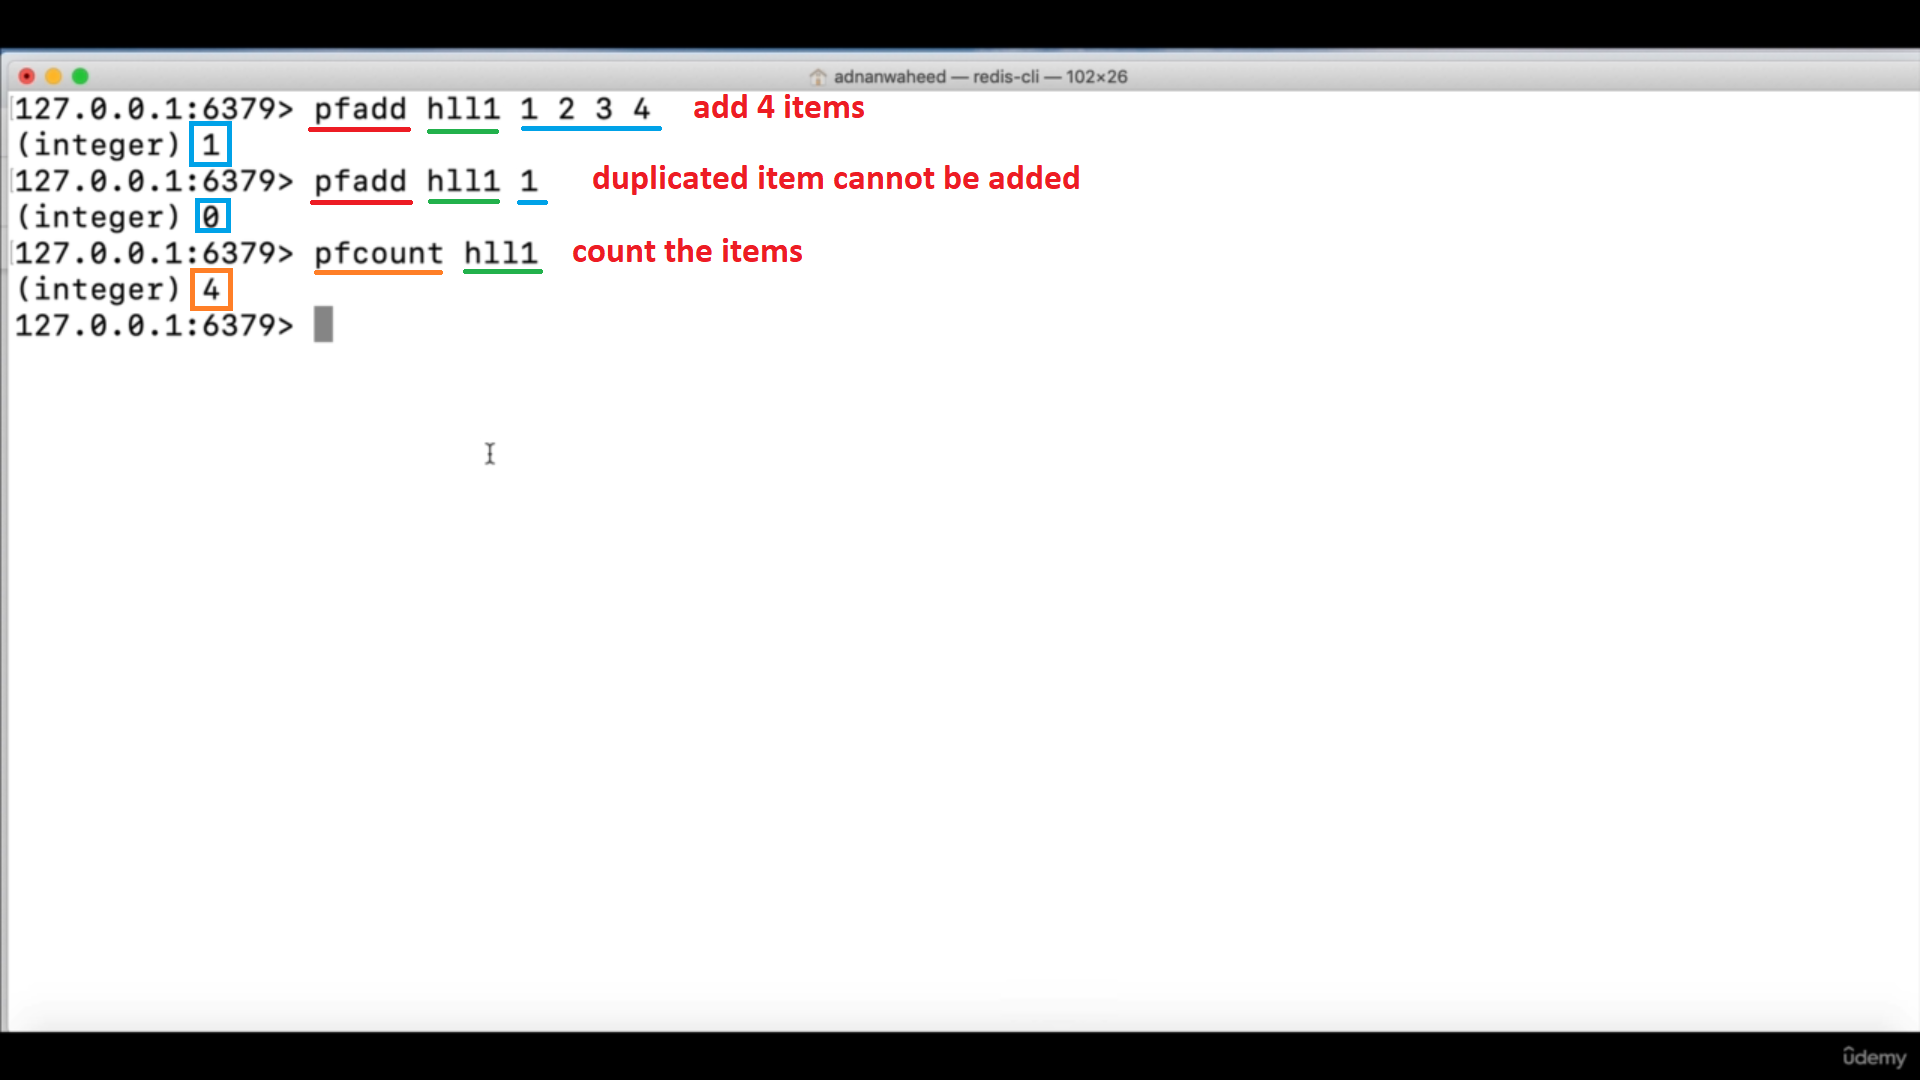 adnanwaheed — redis-cli — 102×26
127.0.0.1:6379> pfadd hll1 1 2 3 4 add 4 items
(integer) 1
127.0.0.1:6379> pfadd hll1 1 duplicated item cannot be added
(integer) 0
127.0.0.1:6379> pfcount hll1 count the items
(integer) 4
127.0.0.1:6379>
ûdemy